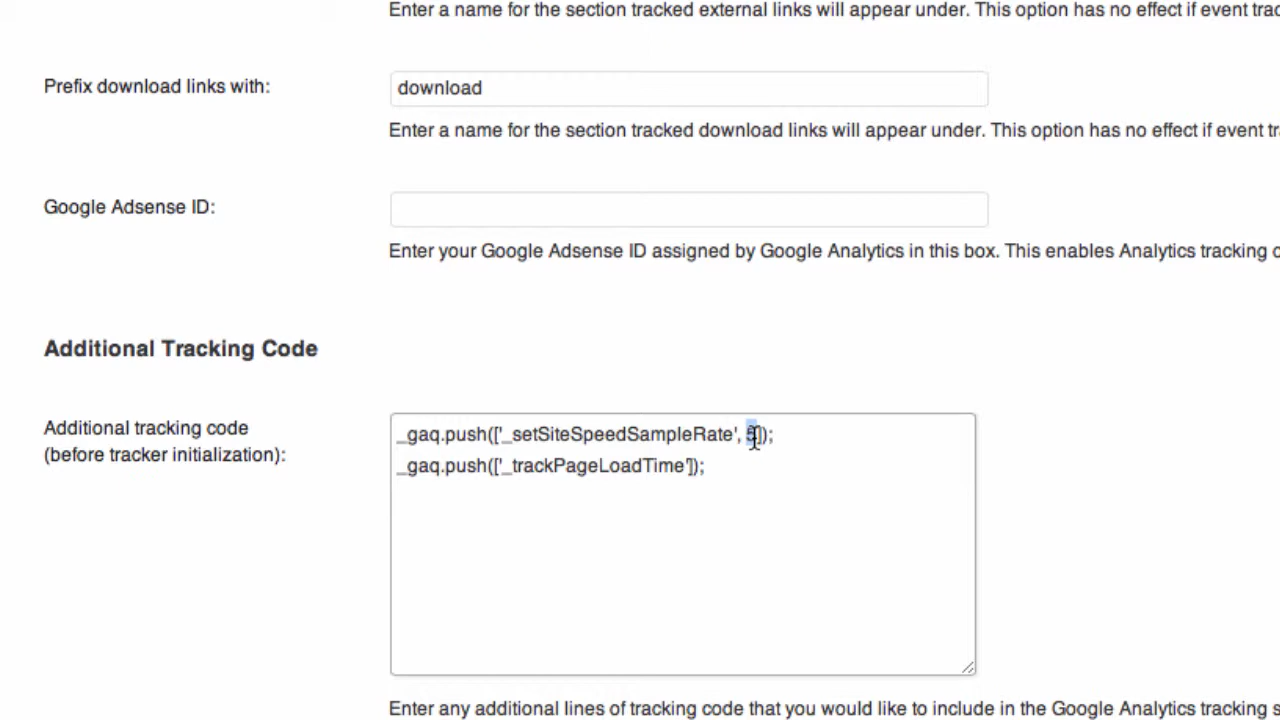 Enter a name for the section tracked external links will appear under. This option has no effect if event trac
Prefix download links with:
download
Enter a name for the section tracked download links will appear under. This option has no effect if event tr
Google Adsense ID:
Enter your Google Adsense ID assigned by Google Analytics in this box. This enables Analytics tracking o
Additional Tracking Code
Additional tracking code
(before tracker initialization):
_gaq.push(['_setSiteSpeedSampleRate', 5]);
_gaq.push(['_trackPageLoadTime']);
Enter any additional lines of tracking code that you would like to include in the Google Analytics tracking s